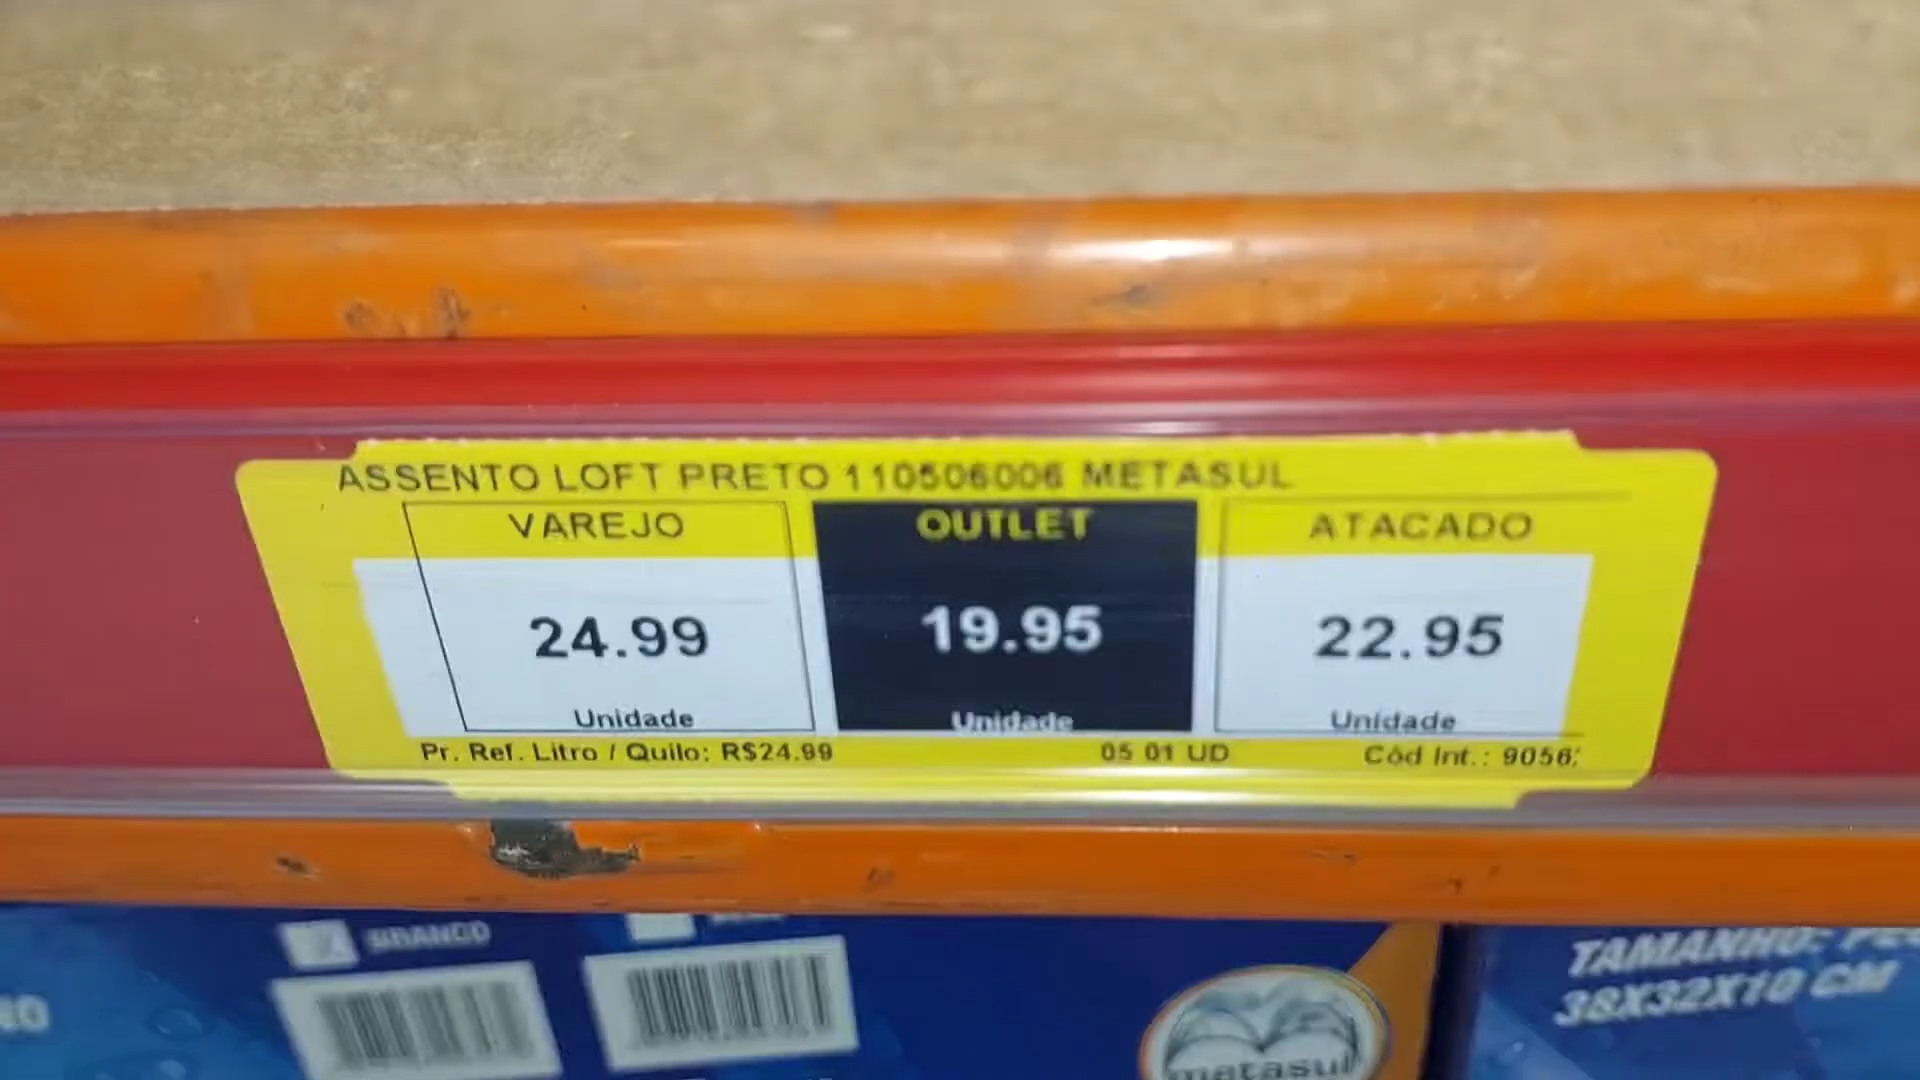 ASSENTO LOFT PRETO 110506006 METASUL
VAREJO
OUTLET
ATACADO
24.99
19.95
22.95
Unidade
Unidade
Unidade
Pr. Ref. Litro / Quilo: R$24.99
05 01 UD
Cód Int.: 9056
BRANCO
TAMANHO:
38X32X10 CM
metasul